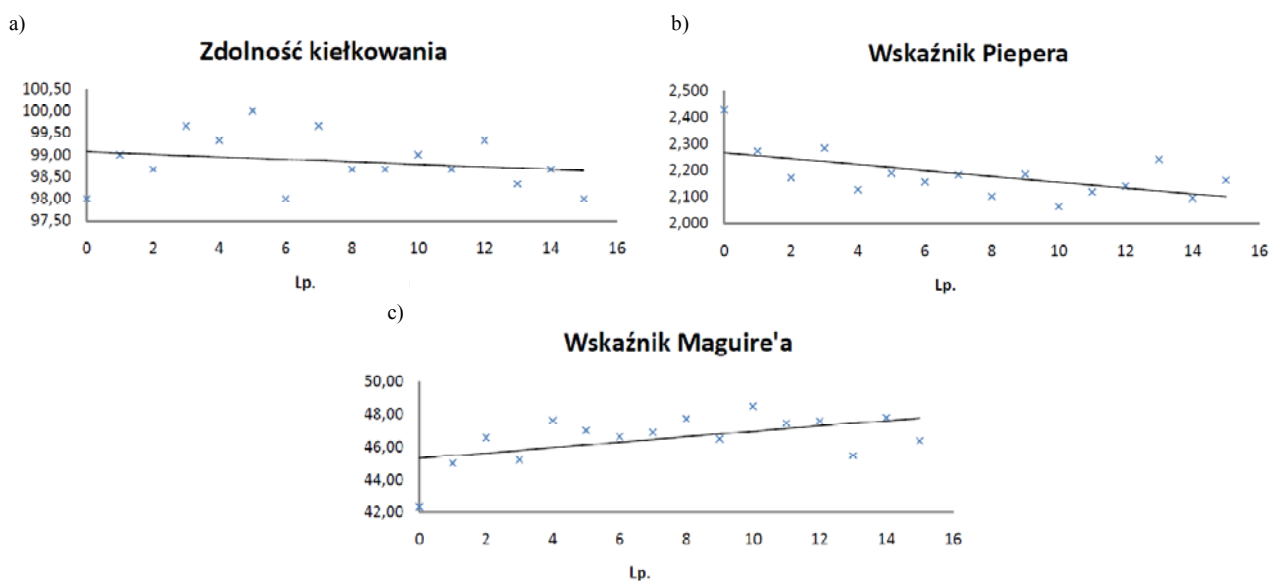 a)
Zdolność kiełkowania
100,50
100,00
99,50
99,00
98,50
98,00
97,50
0 2 4 6 8 10 12 14 16
Lp.
b)
Wskaźnik Piepera
2,500
2,400
2,300
2,200
2,100
2,000
0 2 4 6 8 10 12 14 16
Lp.
c)
Wskaźnik Maguire'a
50,00
48,00
46,00
44,00
42,00
0 2 4 6 8 10 12 14 16
Lp.